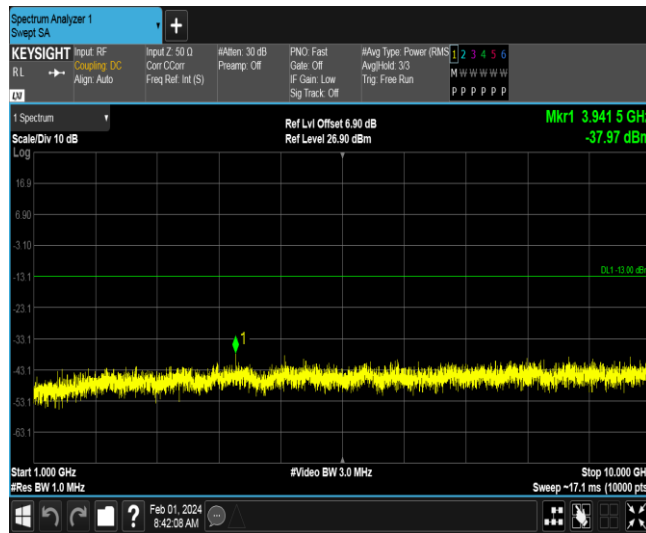 Spectrum Analyzer 1
Swept SA
KEYSIGHT
RL
LXI
Input: RF
Coupling: DC
Align: Auto
Input Z: 50 Ω
Corr CCorr
Freq Ref: Int (S)
#Atten: 30 dB
Preamp: Off
PNO: Fast
Gate: Off
IF Gain: Low
Sig Track: Off
#Avg Type: Power (RMS
Avg|Hold: 3/3
Trig: Free Run
1 2 3 4 5 6
M W W W W W
P P P P P P
1 Spectrum
Scale/Div 10 dB
Log
Ref Lvl Offset 6.90 dB
Ref Level 26.90 dBm
Mkr1 3.941 5 GHz
-37.97 dBm
16.9
6.90
-3.10
-13.1
-23.1
-33.1
-43.1
-53.1
-63.1
DL1 -13.00 dBm
1
Start 1.000 GHz
#Res BW 1.0 MHz
#Video BW 3.0 MHz
Stop 10.000 GHz
Sweep ~17.1 ms (10000 pts
?
Feb 01, 2024
8:42:08 AM